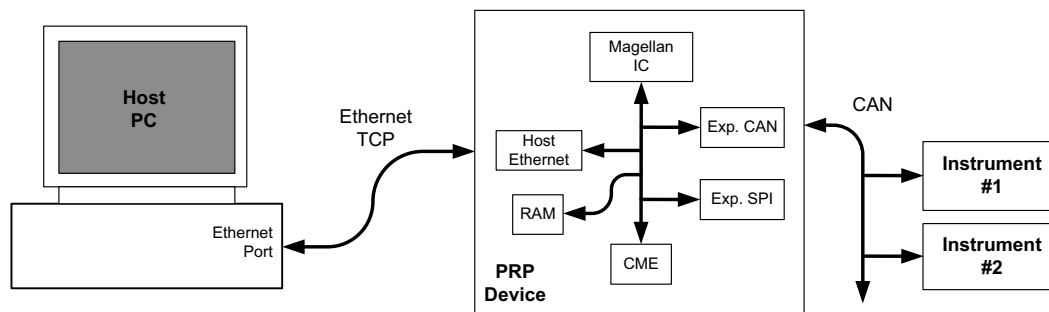 Host
PC
Ethernet
Port
Ethernet
TCP
Magellan
IC
Exp. CAN
Host
Ethernet
RAM
Exp. SPI
CME
PRP
Device
CAN
Instrument
#1
Instrument
#2